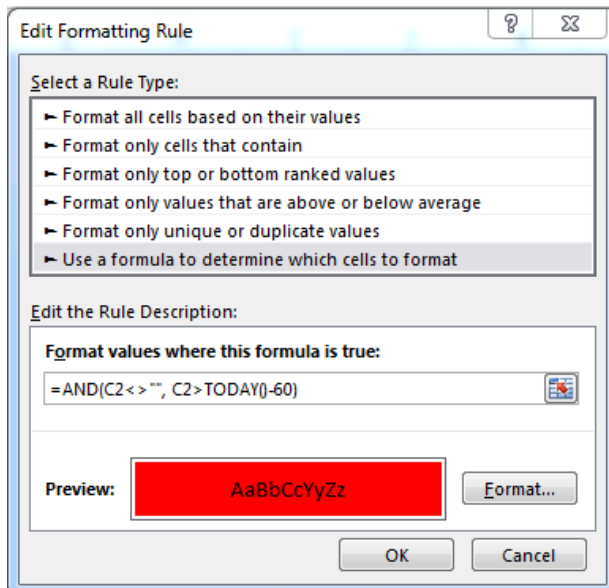 Edit Formatting Rule
Select a Rule Type:
► Format all cells based on their values
► Format only cells that contain
► Format only top or bottom ranked values
► Format only values that are above or below average
► Format only unique or duplicate values
► Use a formula to determine which cells to format
Edit the Rule Description:
Format values where this formula is true:
=AND(C2<>"", C2>TODAY()-60)
Preview: AaBbCcYyZz Format...
OK Cancel